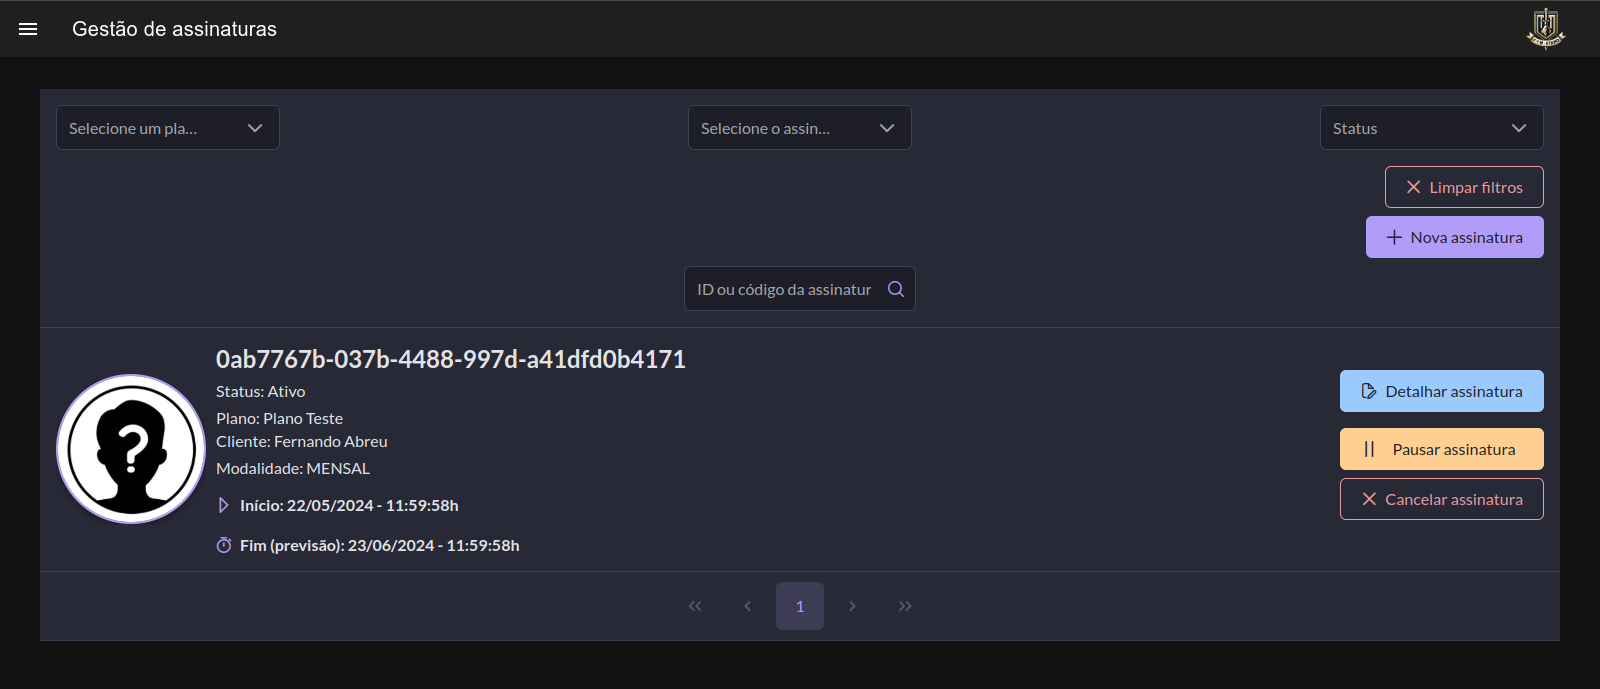 Gestão de assinaturas
Selecione um pla...
Selecione o assin...
Status
Limpar filtros
Nova assinatura
ID ou código da assinatur
0ab7767b-037b-4488-997d-a41dfd0b4171
Status: Ativo
Plano: Plano Teste
Cliente: Fernando Abreu
Modalidade: MENSAL
Início: 22/05/2024 - 11:59:58h
Fim (previsão): 23/06/2024 - 11:59:58h
Detalhar assinatura
Pausar assinatura
Cancelar assinatura
1